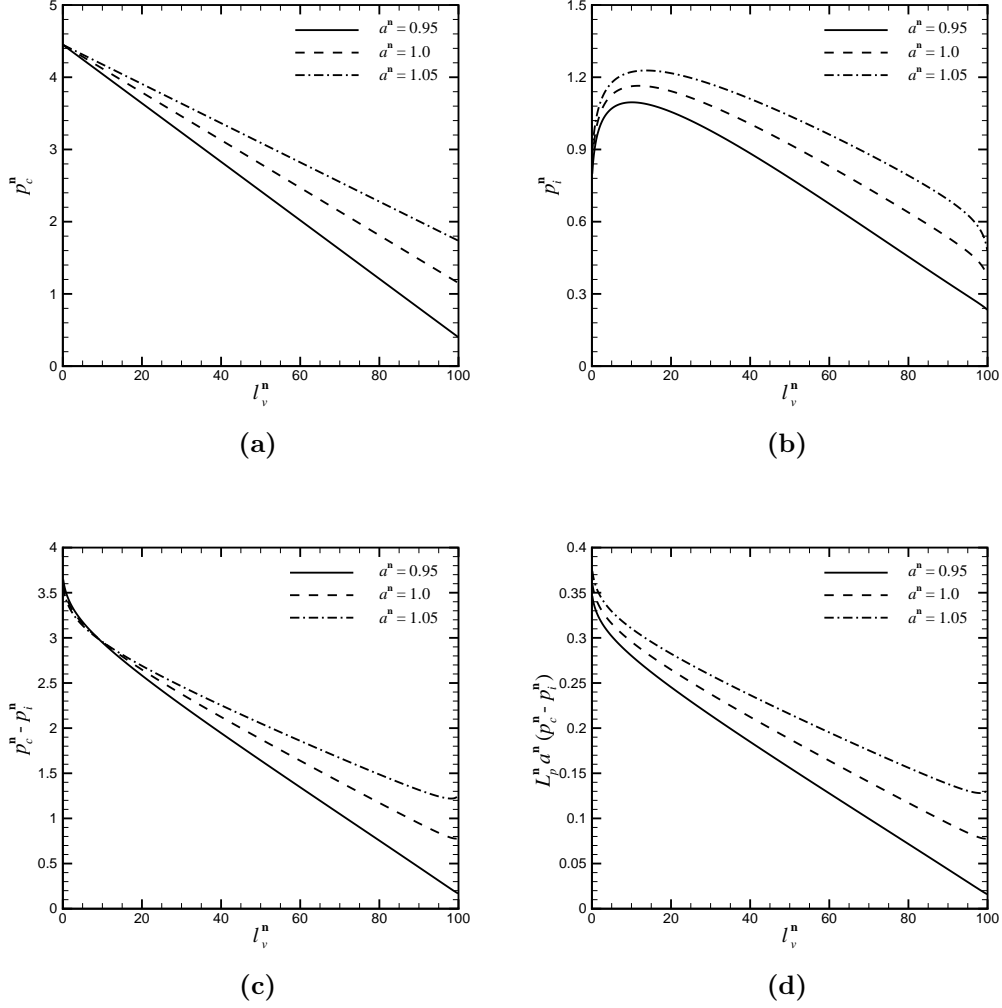 5
4
3
2
1
0
0 20 40 60 80 100
p_c^n
l_v^n
a^n = 0.95
a^n = 1.0
a^n = 1.05
(a)
1.5
1.2
0.9
0.6
0.3
0
0 20 40 60 80 100
p_i^n
l_v^n
a^n = 0.95
a^n = 1.0
a^n = 1.05
(b)
4
3.5
3
2.5
2
1.5
1
0.5
0
0 20 40 60 80 100
p_c^n - p_i^n
l_v^n
a^n = 0.95
a^n = 1.0
a^n = 1.05
(c)
0.4
0.35
0.3
0.25
0.2
0.15
0.1
0.05
0
0 20 40 60 80 100
L_p^n a^n (p_c^n - p_i^n)
l_v^n
a^n = 0.95
a^n = 1.0
a^n = 1.05
(d)